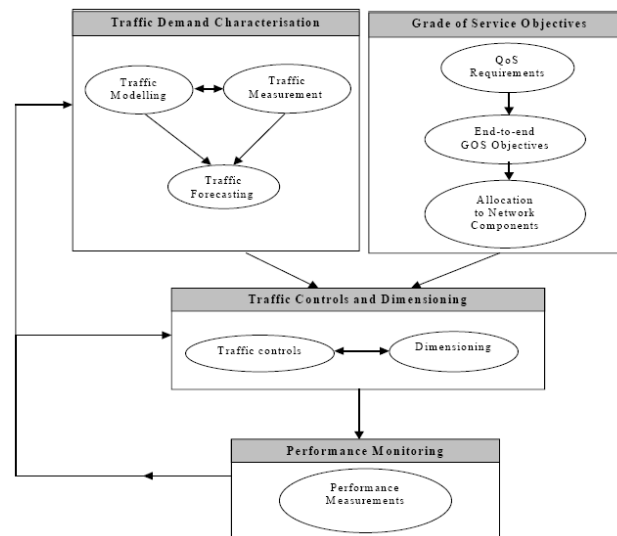 Traffic Demand Characterisation
Traffic
Modelling
Traffic
Measurement
Traffic
Forecasting
Grade of Service Objectives
QoS
Requirements
End-to-end
GOS Objectives
Allocation
to Network
Components
Traffic Controls and Dimensioning
Traffic controls
Dimensioning
Performance Monitoring
Performance
Measurements